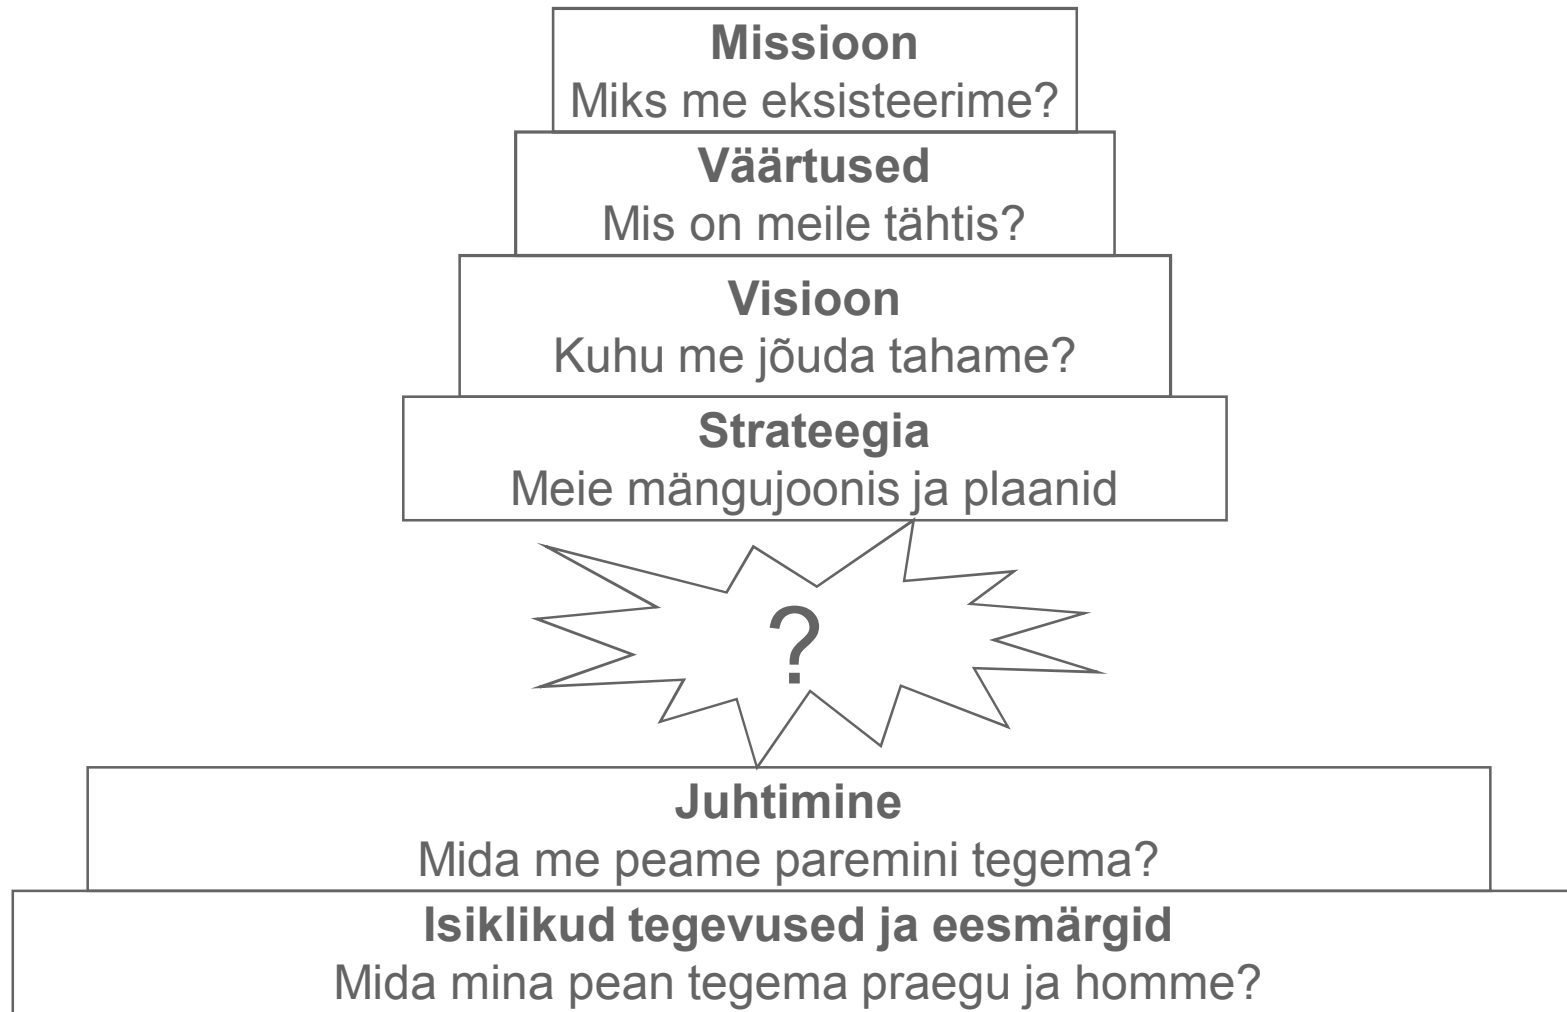 Missioon
Miks me eksisteerime?
Väärtused
Mis on meile tähtis?
Visioon
Kuhu me jõuda tahame?
Strateegia
Meie mängujoonis ja plaanid
?
Juhtimine
Mida me peame paremini tegema?
Isiklikud tegevused ja eesmärgid
Mida mina pean tegema praegu ja homme?